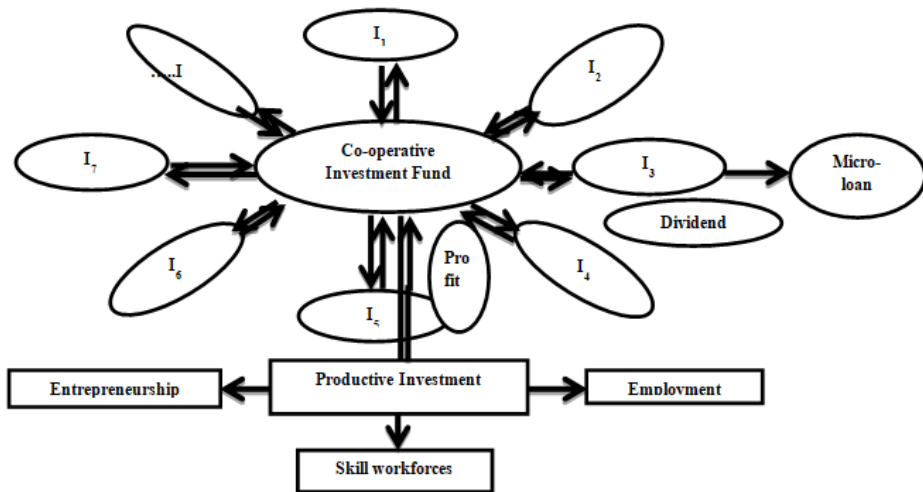 I₁
......I
I₂
Co-operative
Investment Fund
I₇
I₃
Micro-
loan
Dividend
Pro
fit
I₆
I₄
I₅
Productive Investment
Entrepreneurship
Employment
Skill workforces